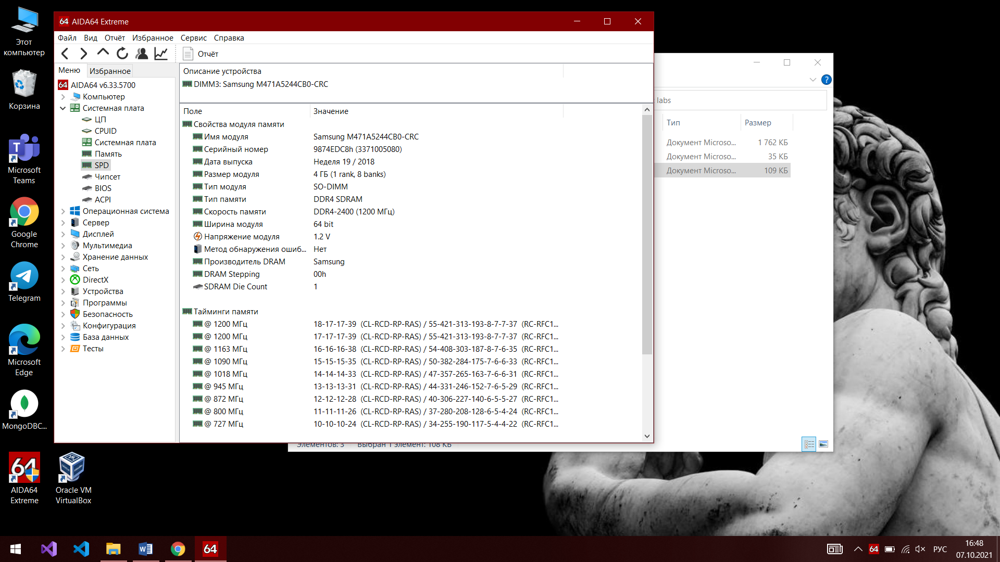 Этот
компьютер
Корзина
Microsoft
Teams
Google
Chrome
Telegram
Microsoft
Edge
MongoDBC...
AIDA64
Extreme
Oracle VM
VirtualBox
64 AIDA64 Extreme
Файл Вид Отчёт Избранное Сервис Справка
Отчёт
Меню Избранное
64 AIDA64 v6.33.5700
Компьютер
Системная плата
ЦП
CPUID
Системная плата
Память
SPD
Чипсет
BIOS
ACPI
Операционная система
Сервер
Дисплей
Мультимедиа
Хранение данных
Сеть
DirectX
Устройства
Программы
Безопасность
Конфигурация
База данных
Тесты
Описание устройства
DIMM3: Samsung M471A5244CB0-CRC
Поле Значение
Свойства модуля памяти
Имя модуля Samsung M471A5244CB0-CRC
Серийный номер 9874EDC8h (3371005080)
Дата выпуска Неделя 19 / 2018
Размер модуля 4 ГБ (1 rank, 8 banks)
Тип модуля SO-DIMM
Тип памяти DDR4 SDRAM
Скорость памяти DDR4-2400 (1200 МГц)
Ширина модуля 64 bit
Напряжение модуля 1.2 V
Метод обнаружения ошиб... Нет
Производитель DRAM Samsung
DRAM Stepping 00h
SDRAM Die Count 1
Тайминги памяти
@ 1200 МГц 18-17-17-39 (CL-RCD-RP-RAS) / 55-421-313-193-8-7-7-37 (RC-RFC1...
@ 1200 МГц 17-17-17-39 (CL-RCD-RP-RAS) / 55-421-313-193-8-7-7-37 (RC-RFC1...
@ 1163 МГц 16-16-16-38 (CL-RCD-RP-RAS) / 54-408-303-187-8-7-6-35 (RC-RFC1...
@ 1090 МГц 15-15-15-35 (CL-RCD-RP-RAS) / 50-382-284-175-7-6-6-33 (RC-RFC1...
@ 1018 МГц 14-14-14-33 (CL-RCD-RP-RAS) / 47-357-265-163-7-6-6-31 (RC-RFC1...
@ 945 МГц 13-13-13-31 (CL-RCD-RP-RAS) / 44-331-246-152-7-6-5-29 (RC-RFC1...
@ 872 МГц 12-12-12-28 (CL-RCD-RP-RAS) / 40-306-227-140-6-5-5-27 (RC-RFC1...
@ 800 МГц 11-11-11-26 (CL-RCD-RP-RAS) / 37-280-208-128-6-5-4-24 (RC-RFC1...
@ 727 МГц 10-10-10-24 (CL-RCD-RP-RAS) / 34-255-190-117-5-4-4-22 (RC-RFC1...
labs
Тип Размер
Документ Microso... 1 762 КБ
Документ Microso... 35 КБ
Документ Microso... 109 КБ
Элементов: 3 Выбран 1 элемент: 108 КБ
64 64 РУС
16:48
07.10.2021